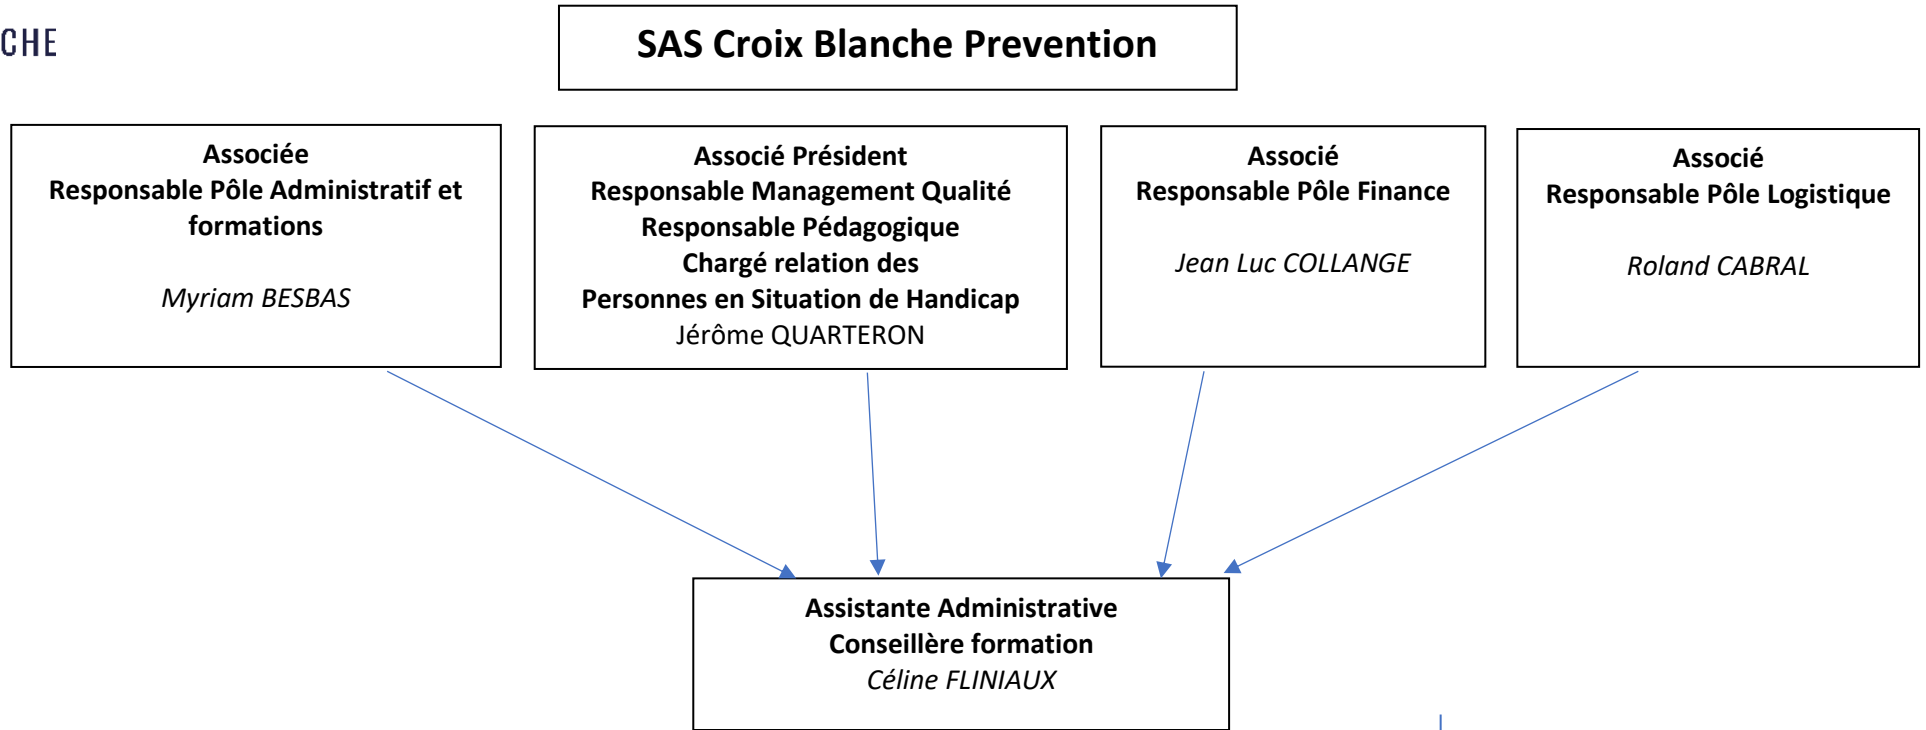 CHE
SAS Croix Blanche Prevention
Associée
Responsable Pôle Administratif et
formations
Myriam BESBAS
Associé Président
Responsable Management Qualité
Responsable Pédagogique
Chargé relation des
Personnes en Situation de Handicap
Jérôme QUARTERON
Associé
Responsable Pôle Finance
Jean Luc COLLANGE
Associé
Responsable Pôle Logistique
Roland CABRAL
Assistante Administrative
Conseillère formation
Céline FLINIAUX